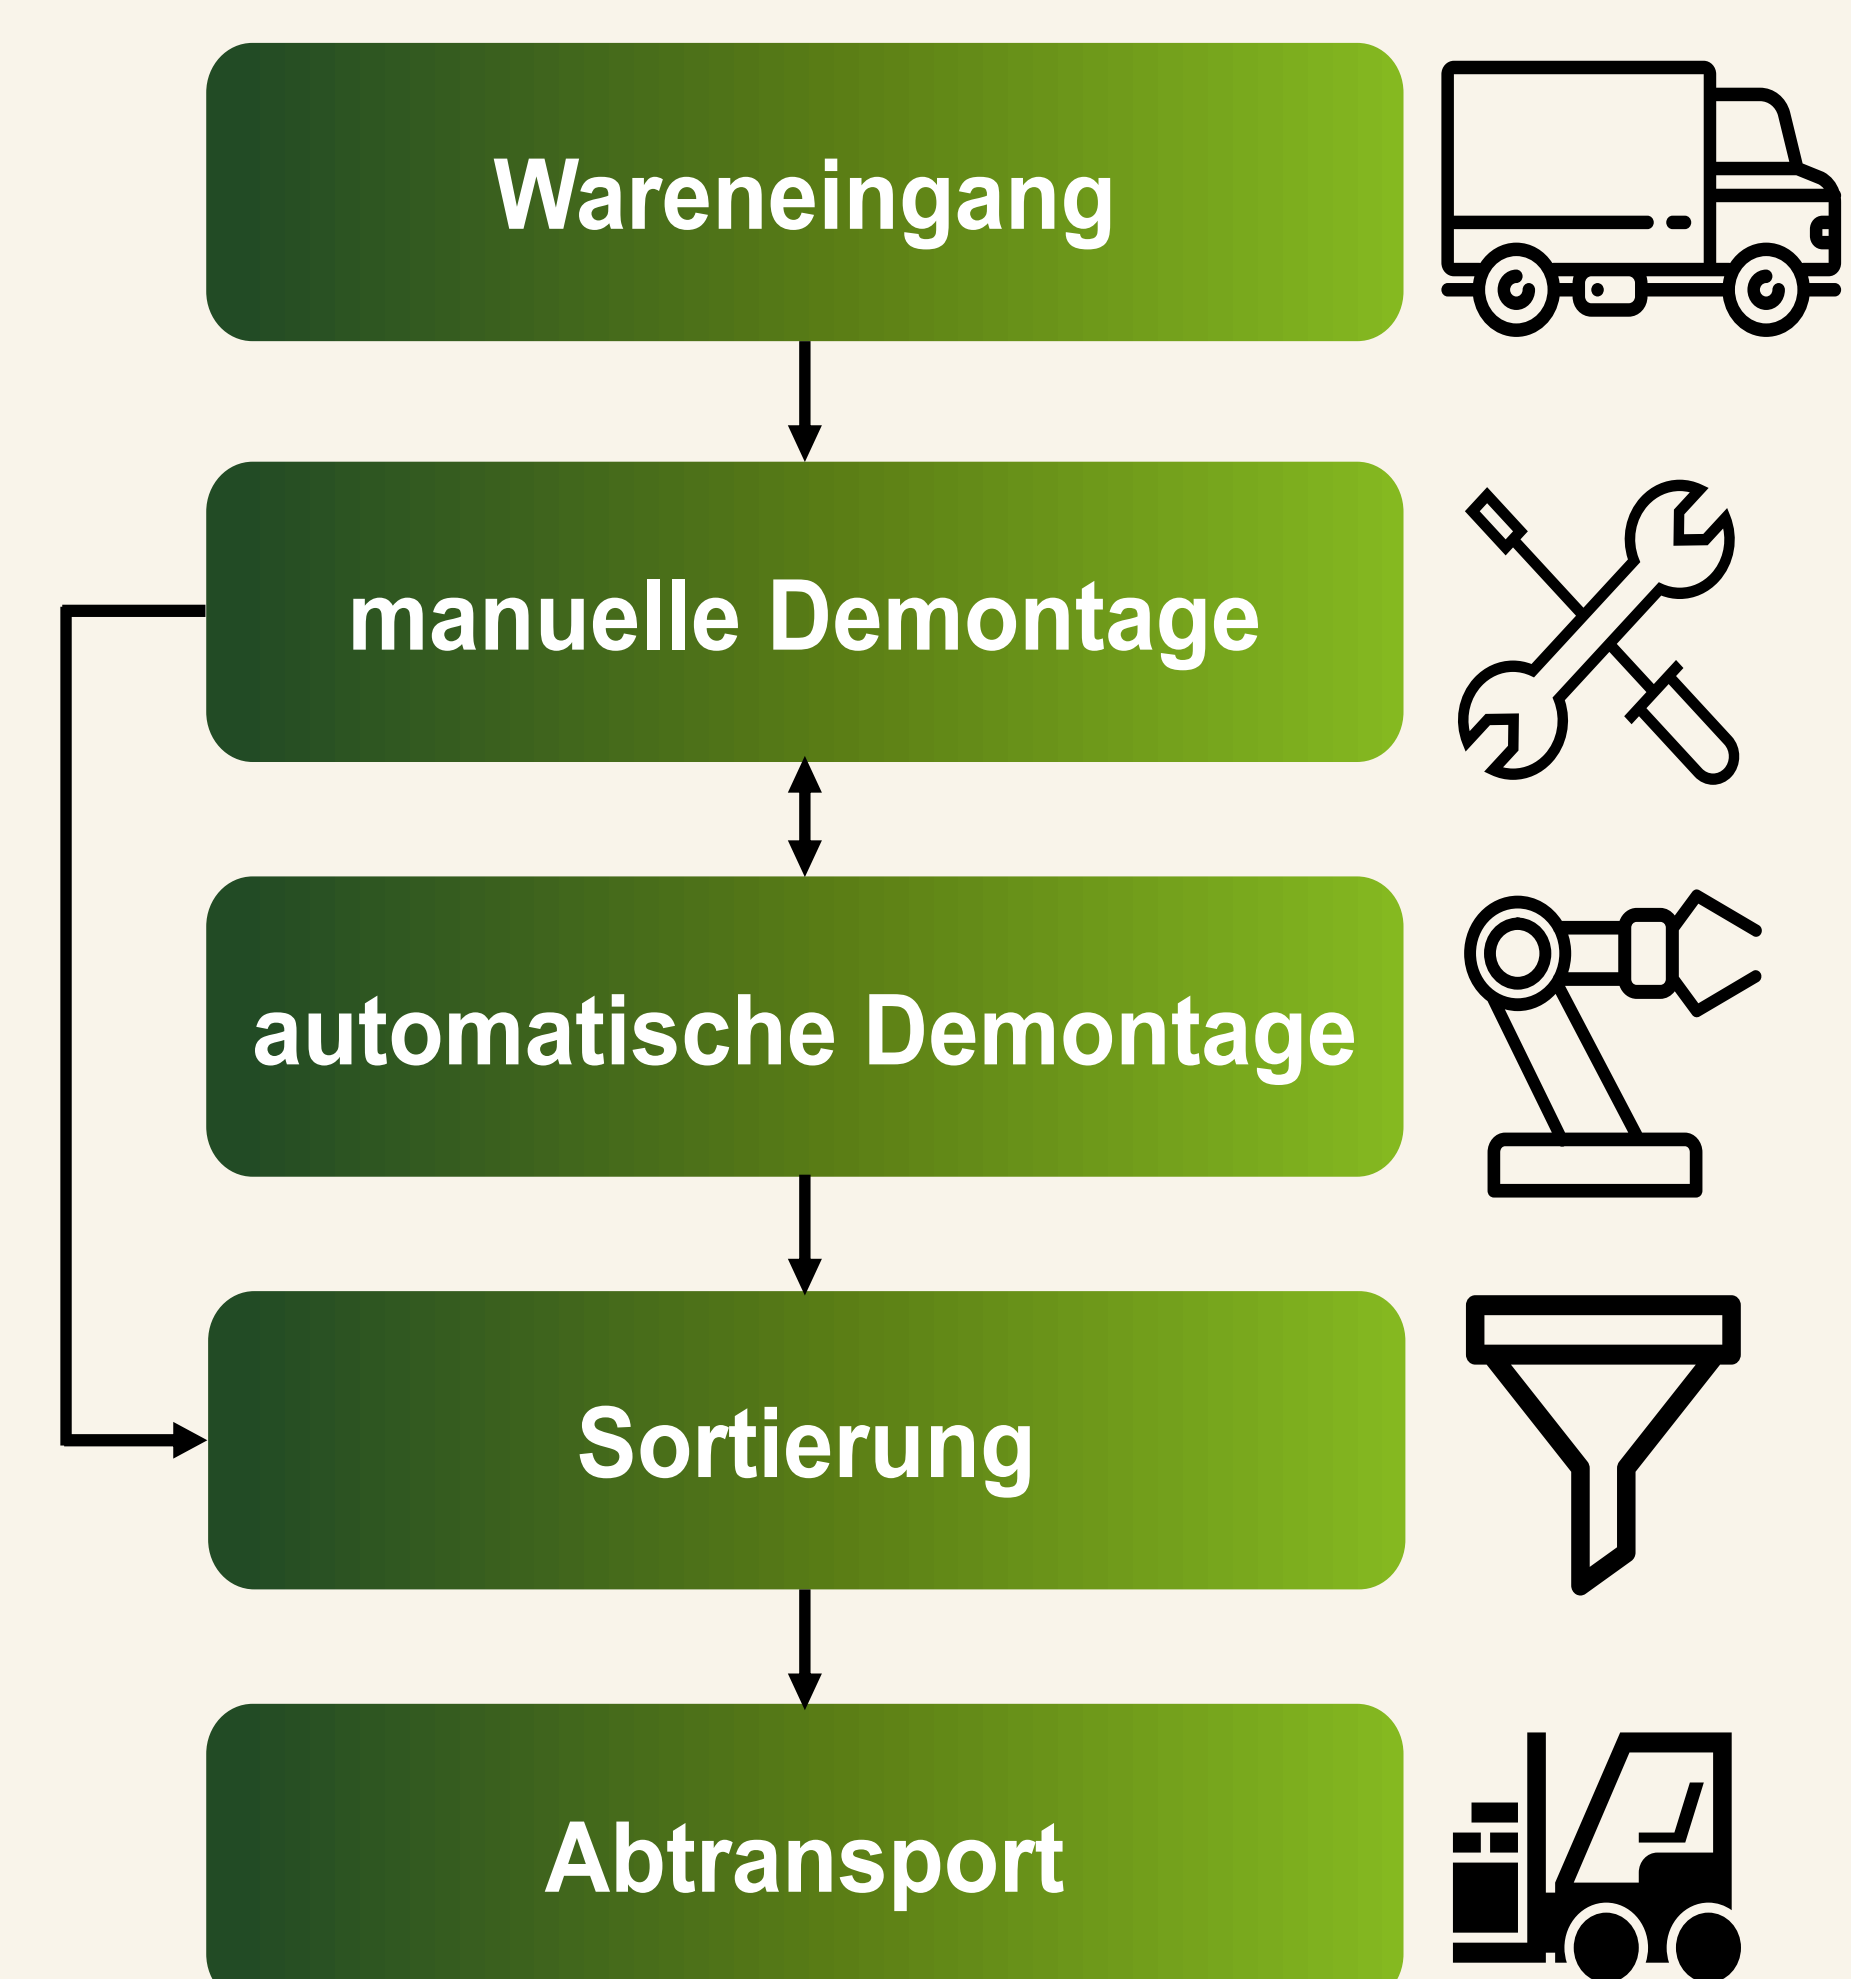 Wareneingang
manuelle Demontage
automatische Demontage
Sortierung
Abtransport